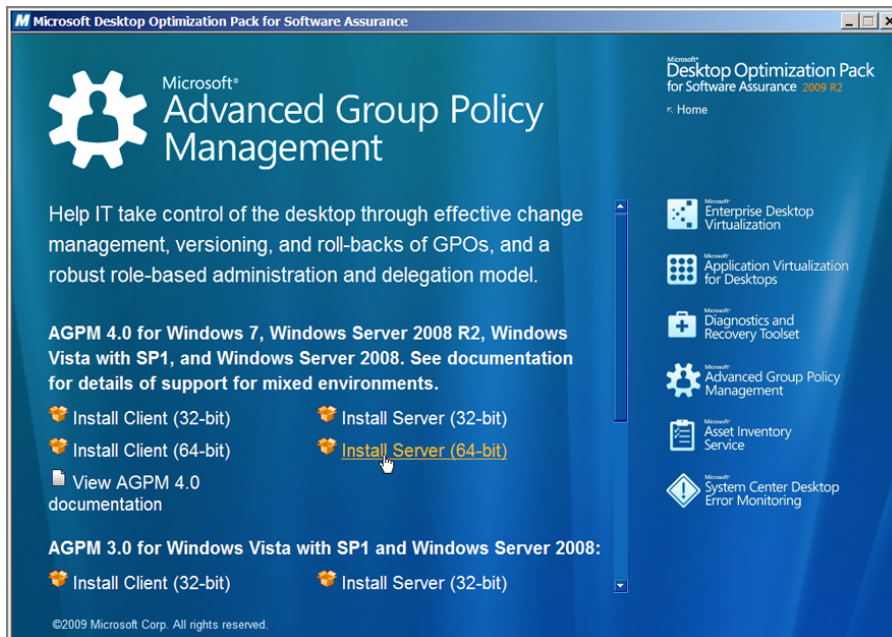 Microsoft Desktop Optimization Pack for Software Assurance
Microsoft®
Advanced Group Policy
Management
Help IT take control of the desktop through effective change
management, versioning, and roll-backs of GPOs, and a
robust role-based administration and delegation model.
AGPM 4.0 for Windows 7, Windows Server 2008 R2, Windows
Vista with SP1, and Windows Server 2008. See documentation
for details of support for mixed environments.
Install Client (32-bit)
Install Server (32-bit)
Install Client (64-bit)
Install Server (64-bit)
View AGPM 4.0
documentation
AGPM 3.0 for Windows Vista with SP1 and Windows Server 2008:
Install Client (32-bit)
Install Server (32-bit)
©2009 Microsoft Corp. All rights reserved.
Microsoft®
Desktop Optimization Pack
for Software Assurance 2009 R2
Home
Microsoft®
Enterprise Desktop
Virtualization
Microsoft®
Application Virtualization
for Desktops
Microsoft®
Diagnostics and
Recovery Toolset
Microsoft®
Advanced Group Policy
Management
Microsoft®
Asset Inventory
Service
Microsoft®
System Center Desktop
Error Monitoring